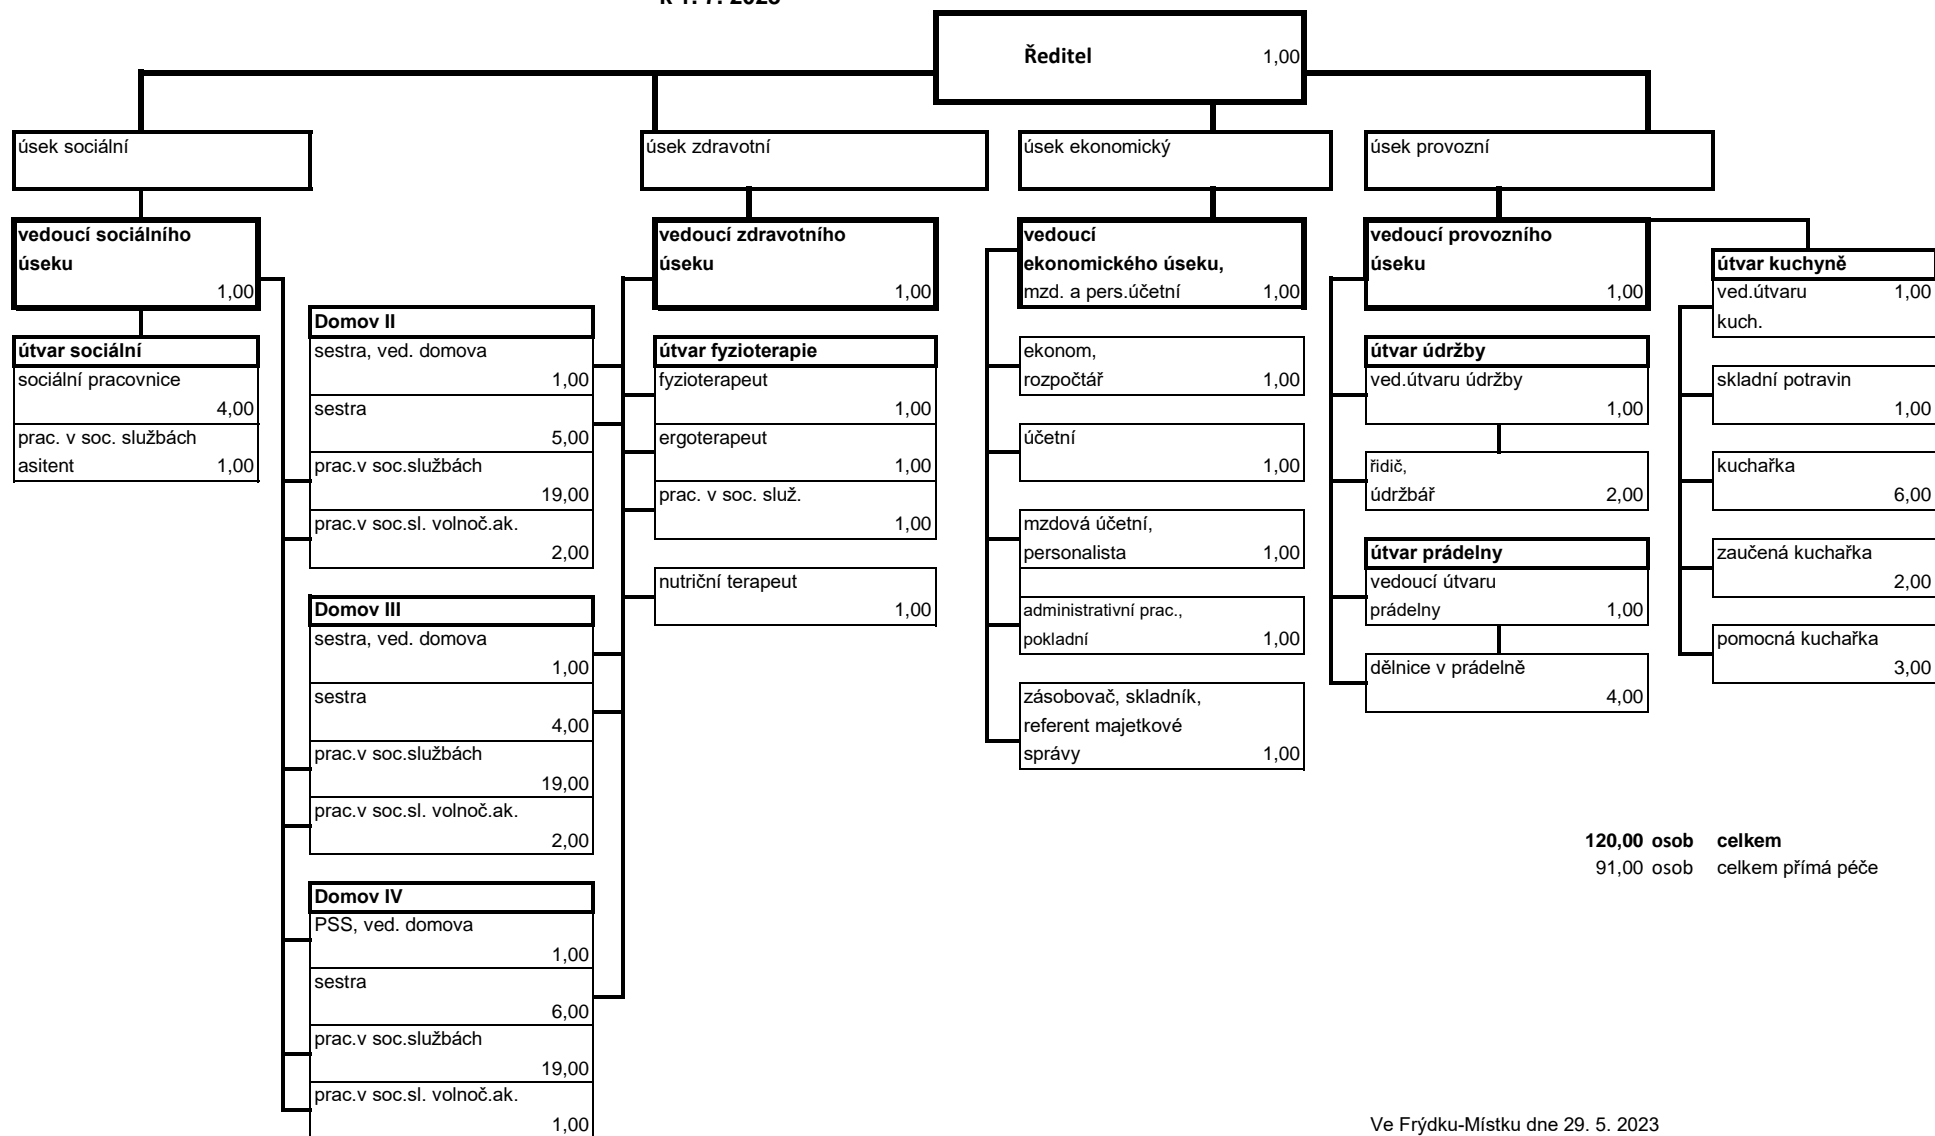 k 1. 7. 2023
Ředitel 1,00
úsek sociální
úsek zdravotní
úsek ekonomický
úsek provozní
vedoucí sociálního
úseku
1,00
vedoucí zdravotního
úseku
1,00
vedoucí
ekonomického úseku,
mzd. a pers.účetní 1,00
vedoucí provozního
úseku
1,00
útvar kuchyně
ved.útvaru 1,00
kuch.
skladní potravin
1,00
kuchařka
6,00
zaučená kuchařka
2,00
pomocná kuchařka
3,00
útvar sociální
sociální pracovnice
4,00
prac. v soc. službách
asitent 1,00
Domov II
sestra, ved. domova
1,00
sestra
5,00
prac.v soc.službách
19,00
prac.v soc.sl. volnoč.ak.
2,00
Domov III
sestra, ved. domova
1,00
sestra
4,00
prac.v soc.službách
19,00
prac.v soc.sl. volnoč.ak.
2,00
Domov IV
PSS, ved. domova
1,00
sestra
6,00
prac.v soc.službách
19,00
prac.v soc.sl. volnoč.ak.
1,00
útvar fyzioterapie
fyzioterapeut
1,00
ergoterapeut
1,00
prac. v soc. služ.
1,00
nutriční terapeut
1,00
ekonom,
rozpočtář 1,00
účetní
1,00
mzdová účetní,
personalista 1,00
administrativní prac.,
pokladní 1,00
zásobovač, skladník,
referent majetkové
správy 1,00
útvar údržby
ved.útvaru údržby
1,00
řidič,
údržbář 2,00
útvar prádelny
vedoucí útvaru
prádelny 1,00
dělnice v prádelně
4,00
120,00 osob celkem
91,00 osob celkem přímá péče
Ve Frýdku-Místku dne 29. 5. 2023